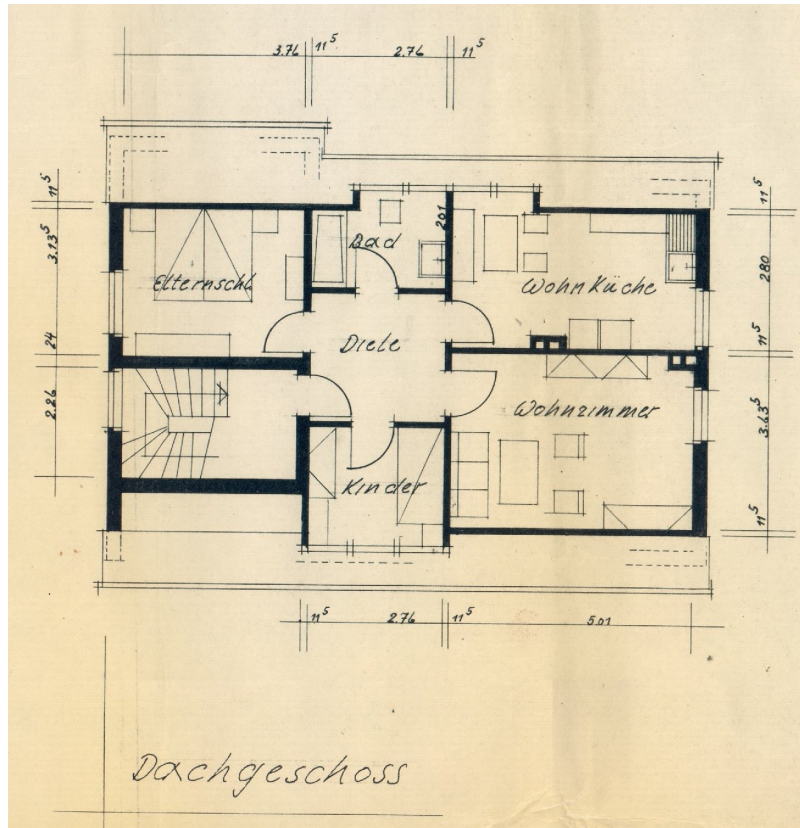 3.76 11⁵ 2.76 11⁵
11⁵
3.13⁵
24
2.26
11⁵
280
11⁵
3.63⁵
11⁵
201
Bad
Elternschl
Wohnküche
Diele
Wohnzimmer
Kinder
11⁵ 2.76 11⁵ 5.01
Dachgeschoss